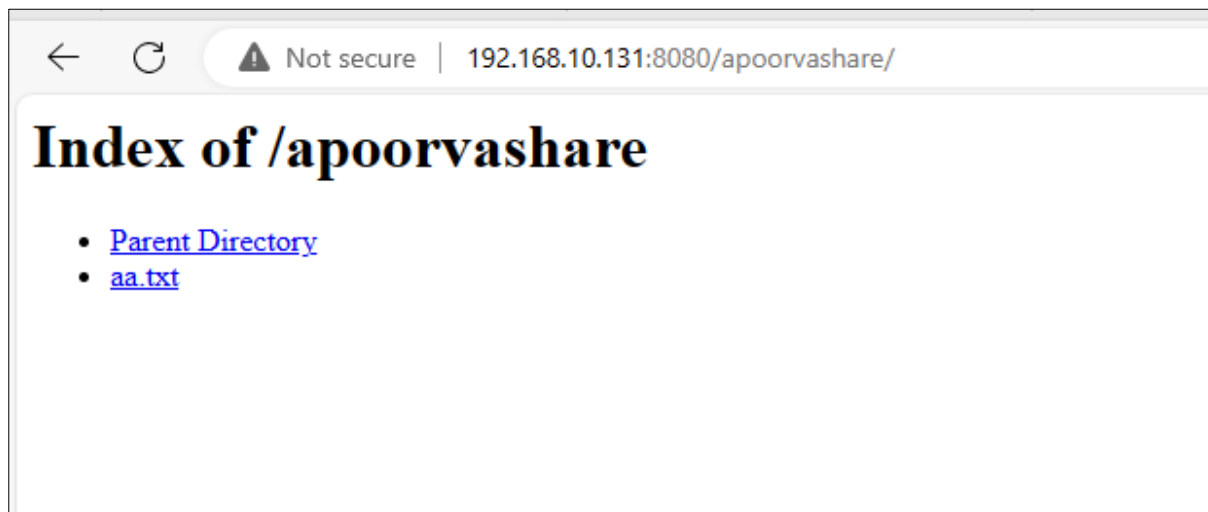 Not secure 192.168.10.131:8080/apoorvashare/
Index of /apoorvashare
Parent Directory
aa.txt